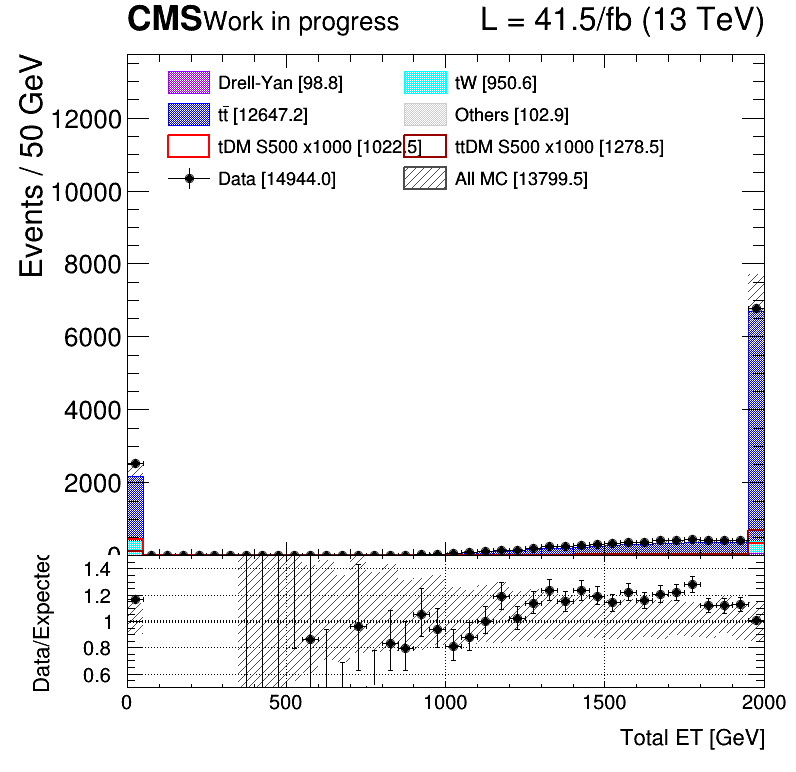 CMS Work in progress L = 41.5/fb (13 TeV)
Events / 50 GeV
Drell-Yan [98.8] tW [950.6]
tt̄ [12647.2] Others [102.9]
tDM S500 x1000 [1022.5] ttDM S500 x1000 [1278.5]
Data [14944.0] All MC [13799.5]
12000
10000
8000
6000
4000
2000
0
Data/Expected
1.4
1.2
1
0.8
0.6
0 500 1000 1500 2000
Total ET [GeV]